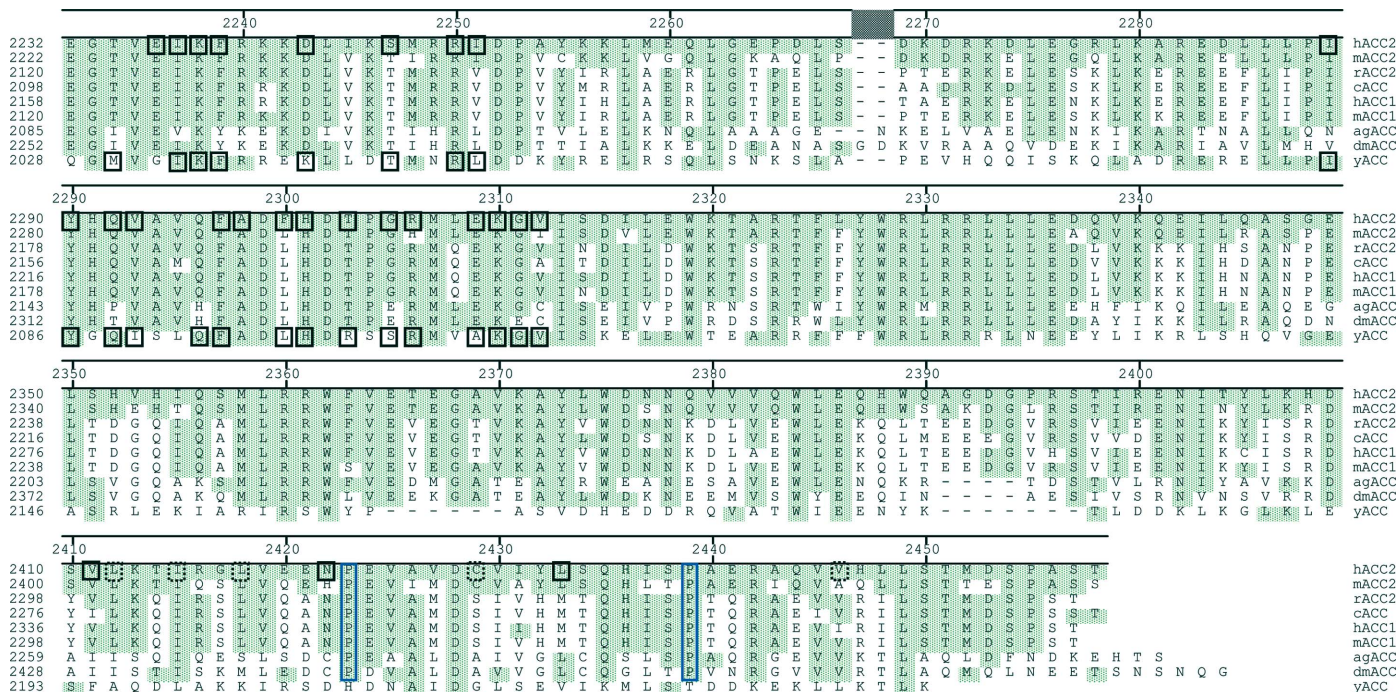 2240 2250 2260 2270 2280
2232 E G T V E I K F R K K D L I K S M R R I D P A Y K K L M E Q L G E P D L S - - D K D R K D L E G R L K A R E D L L L P I hACC2
2222 E G T V E I K F R K K D L V K T I R R I D P V C K K L V G Q L G K A Q L P - - D K D R K E L E G Q L K A R E E L L L P I mACC2
2120 E G T V E I K F R K K D L V K T M R R V D P V Y I R L A E R L G T P E L S - - P T E R K E L E S K L K E R E E F L I P I rACC2
2098 E G T V E I K F R R K D L V K T M R R V D P V Y M R L A E R L G T P E L S - - A A D R K D L E S K L K E R E E F L I P I cACC
2158 E G T V E I K F R R K D L V K T M R R V D P V Y I H L A E R L G T P E L S - - T A E R K E L E N K L K E R E E F L I P I hACC1
2120 E G T V E I K F R K K D L V K T M R R V D P V Y I R L A E R L G T P E L S - - P T E R K E L E S K L K E R E E F L I P I mACC1
2085 E G I V E V K Y K E K D I V K T I H R L D P T V L E L K N Q L A A A G E - - N K E L V A E L E N K I K A R T N A L L Q N agACC
2252 E G I V E I K Y K E K D L V K T I H R L D P T T I A L K K E L D E A N A S G D K V R A A Q V D E K I K A R I A V L M H V dmACC
2028 Q G M V G I K F R R E K L L D T M N R L D D K Y R E L R S Q L S N K S L A - - P E V H Q Q I S K Q L A D R E R E L L P I yACC
2290 2300 2310 2320 2330 2340
2290 Y H Q V A V Q F A D F H D T P G R M L E K G V I S D I L E W K T A R T F L Y W R L R R L L L E D Q V K Q E I L Q A S G E hACC2
2280 Y H Q V A V Q F A D L H D T P G H M L E K G I I S D V L E W K T A R T F F Y W R L R R L L L E A Q V K Q E I L R A S P E mACC2
2178 Y H Q V A V Q F A D L H D T P G R M Q E K G V I N D I L D W K T S R T F F Y W R L R R L L L E D L V K K K I H S A N P E rACC2
2156 Y H Q V A M Q F A D L H D T P G R M Q E K G A I T D I L D W K T S R T F F Y W R L R R L L L E D V V K K K I H N A N P E cACC
2216 Y H Q V A V Q F A D L H D T P G R M Q E K G V I S D I L D W K T S R T F F Y W R L R R L L L E D L V K K K I H N A N P E hACC1
2178 Y H Q V A V Q F A D L H D T P G R M Q E K G V I N D I L D W K T S R T F F Y W R L R R L L L E D L V K K K I H N A N P E mACC1
2143 Y H P V A V H F A D L H D T P E R M L E K G C I S E I V P W R N S R T W I Y W R M R R L L L E E H F I K Q I L E A Q E G agACC
2312 Y H T V A V H F A D L H D T P E R M L E K E C I S E I V P W R D S R R W L Y W R L R R L L L E D A Y I K K I L R A Q D N dmACC
2086 Y G Q I S L Q F A D L H D R S S R M V A K G V I S K E L E W T E A R R F F F W R L R R R L N E E Y L I K R L S H Q V G E yACC
2350 2360 2370 2380 2390 2400
2350 L S H V H I Q S M L R R W F V E T E G A V K A Y L W D N N Q V V V Q W L E Q H W Q A G D G P R S T I R E N I T Y L K H D hACC2
2340 L S H E H T Q S M L R R W F V E T E G A V K A Y L W D S N Q V V V Q W L E Q H W S A K D G L R S T I R E N I N Y L K R D mACC2
2238 L T D G Q I Q A M L R R W F V E V E G T V K A Y V W D N N K D L V E W L E K Q L T E E D G V R S V I E E N I K Y I S R D rACC2
2216 L T D G Q I Q A M L R R W F V E V E G T V K A Y L W D S N K D L V E W L E K Q L M E E E G V R S V V D E N I K Y I S R D cACC
2276 L T D G Q I Q A M L R R W F V E V E G T V K A Y V W D N N K D L A E W L E K Q L T E E D G V H S V I E E N I K C I S R D hACC1
2238 L T D G Q I Q A M L R R W F S V E V E G A V K A Y V W D N N K D L V E W L E K Q L T E E D G V R S V I E E N I K Y I S R D mACC1
2203 L S V G Q A K S M L R R W F V E D M G A T E A Y R W E A N E S V V E W L E N Q I N R - - - - T D S T V L R N I Y A V K K D agACC
2372 L S V G Q A K Q M L R R W L V E E K G A T E A Y L W D K N E E M V S W Y E E Q I N - - - - A E S I V S R N V N S V R R D dmACC
2146 A S R L E K I A R I R S W Y P - - - - - A S V D H E D D R Q V A T W I E E N Y K - - - - T L D D K L K G L K L E yACC
2410 2420 2430 2440 2450
2410 S V L K T I R G L V E E N P E V A V D C V I Y L S Q H I S P A E R A Q V V H L L S T M D S P A S T hACC2
2400 S V L K T I Q S L V Q E H P E V I M D C V A Y L S Q H I T P A E R I Q V A Q L L S T T E S P A S S mACC2
2298 Y V L K Q I R S L V Q A N P E V A M D S I V H M T Q H I S P T Q R A E V V R I L S T M D S P S T rACC2
2276 Y I L K Q I R S L V Q A N P E V A M D S I V H M T Q H I S P T Q R A E I V R I L S T M D S P S S T cACC
2336 Y V L K Q I R S L V Q A N P E V A M D S I I H M T Q H I S P T Q R A E V I R I L S T M D S P S T hACC1
2298 Y V L K Q I R S L V Q A N P E V A M D S I V H M T Q H I S P T Q R A E V V R I L S T M D S P S T mACC1
2259 A I I S Q I Q E S L S D C P E A A L D A I V G L C Q S L S P A Q R G E V V K T L A Q L D F N D K E H T S agACC
2428 A I I S T I S K M L E D C P D V A L D A V V G L C Q G L T P V N R G V V V R T L A Q M Q L N E E T S N S N Q G dmACC
2193 S F A Q D L A K K I R S D H D N A I D G L S E V I K M L S T D D K E K L L K T L K yACC